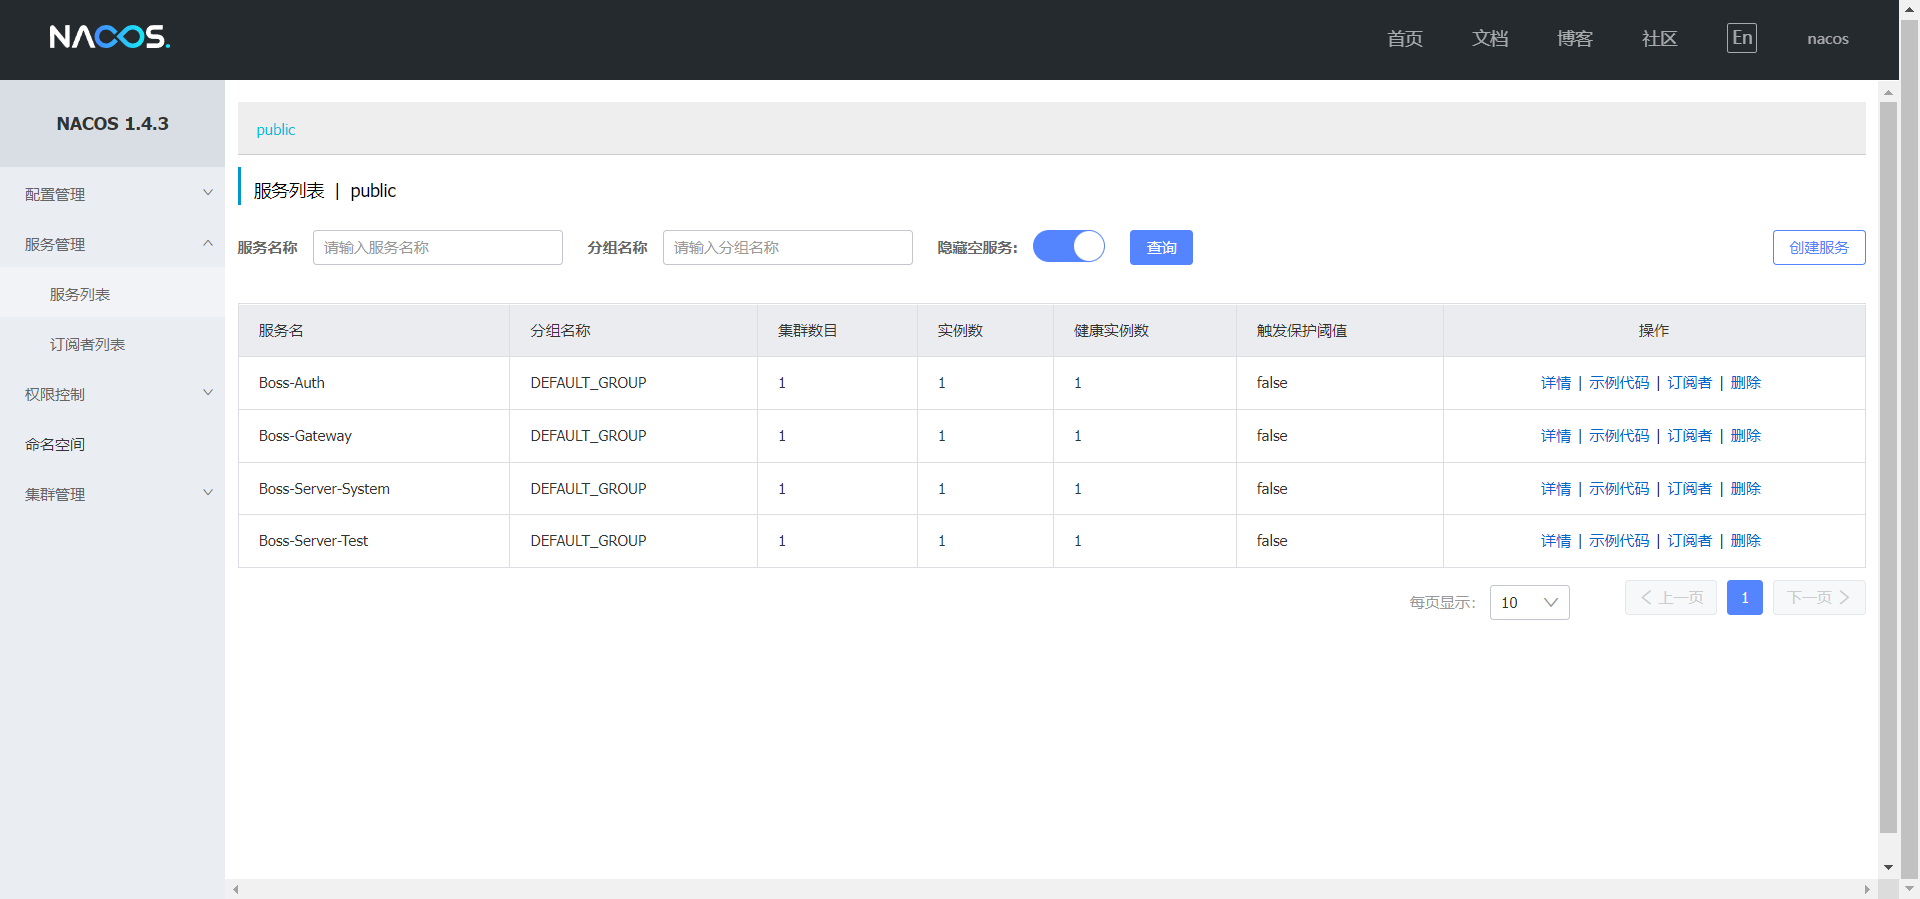 NACOS.
首页 文档 博客 社区 En nacos
NACOS 1.4.3
配置管理
服务管理
服务列表
订阅者列表
权限控制
命名空间
集群管理
public
服务列表 | public
服务名称 请输入服务名称 分组名称 请输入分组名称 隐藏空服务: 查询 创建服务
服务名 分组名称 集群数目 实例数 健康实例数 触发保护阈值 操作
Boss-Auth DEFAULT_GROUP 1 1 1 false 详情 | 示例代码 | 订阅者 | 删除
Boss-Gateway DEFAULT_GROUP 1 1 1 false 详情 | 示例代码 | 订阅者 | 删除
Boss-Server-System DEFAULT_GROUP 1 1 1 false 详情 | 示例代码 | 订阅者 | 删除
Boss-Server-Test DEFAULT_GROUP 1 1 1 false 详情 | 示例代码 | 订阅者 | 删除
每页显示: 10 上一页 1 下一页